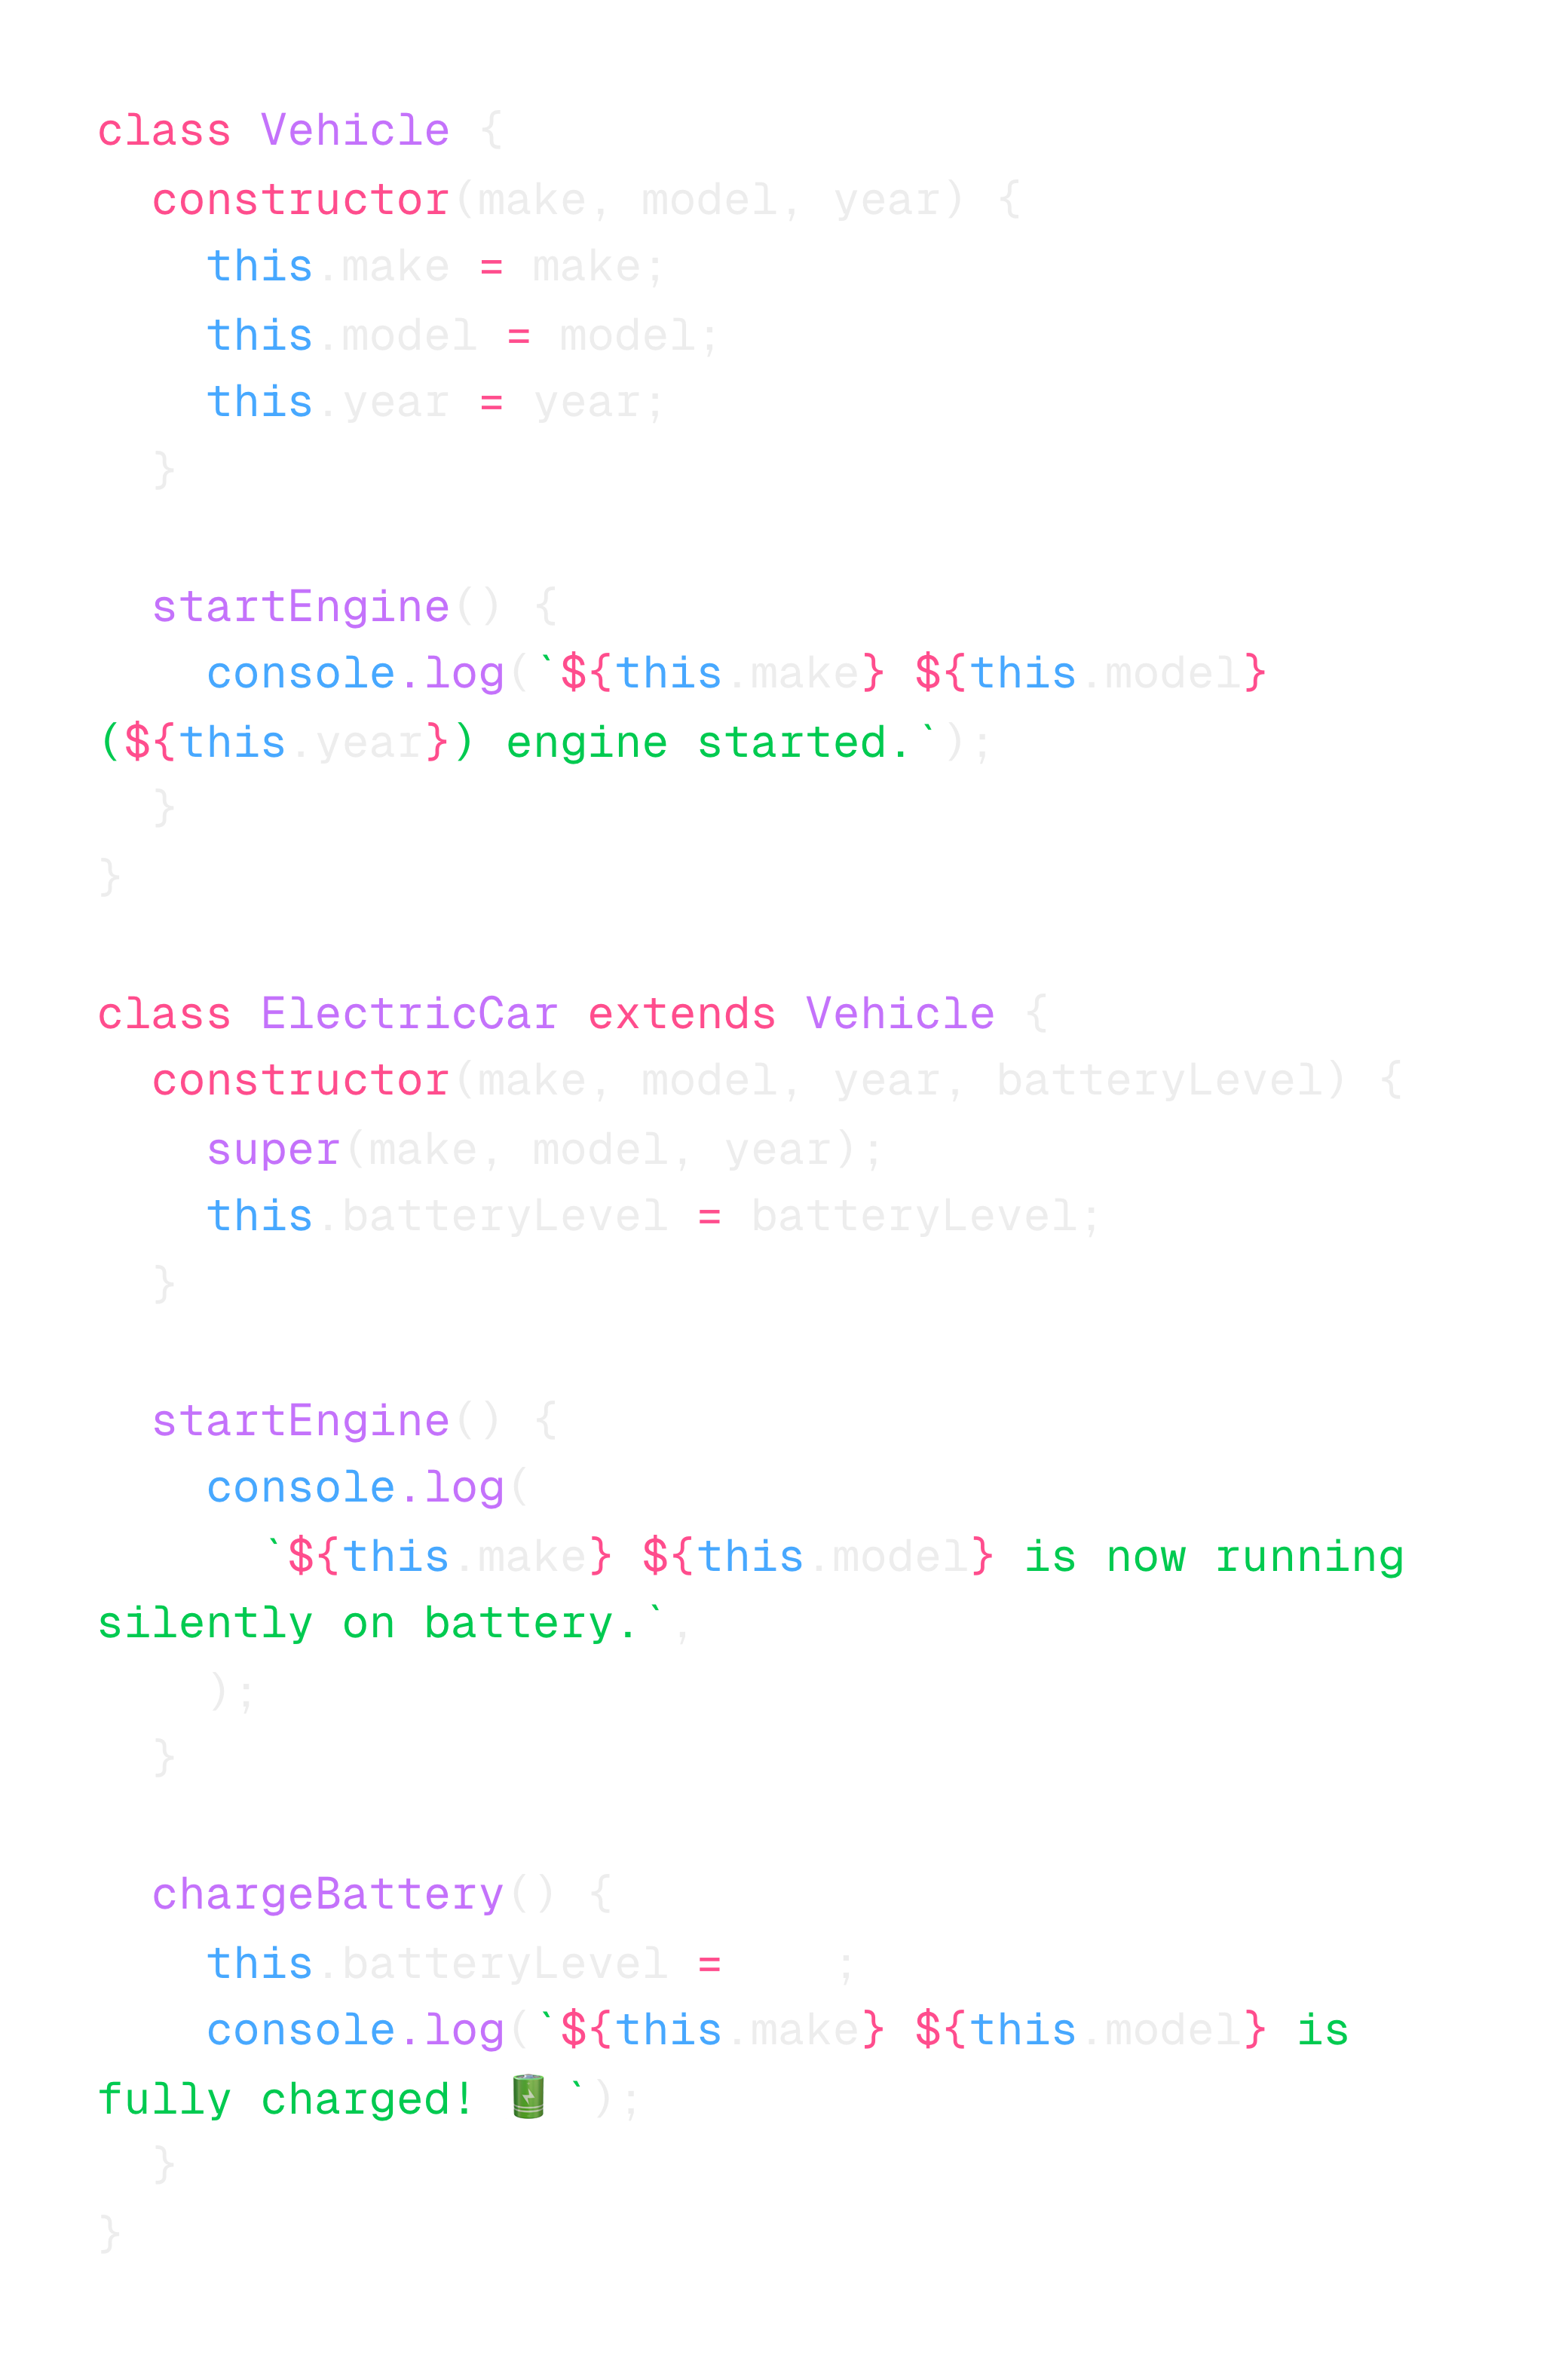 class Vehicle {
  constructor(make, model, year) {
    this.make = make;
    this.model = model;
    this.year = year;
  }

  startEngine() {
    console.log(`${this.make} ${this.model}
(${this.year}) engine started.`);
  }
}

class ElectricCar extends Vehicle {
  constructor(make, model, year, batteryLevel) {
    super(make, model, year);
    this.batteryLevel = batteryLevel;
  }

  startEngine() {
    console.log(
      `${this.make} ${this.model} is now running
silently on battery.`,
    );
  }

  chargeBattery() {
    this.batteryLevel =    ;
    console.log(`${this.make} ${this.model} is
fully charged! 🔋`);
  }
}